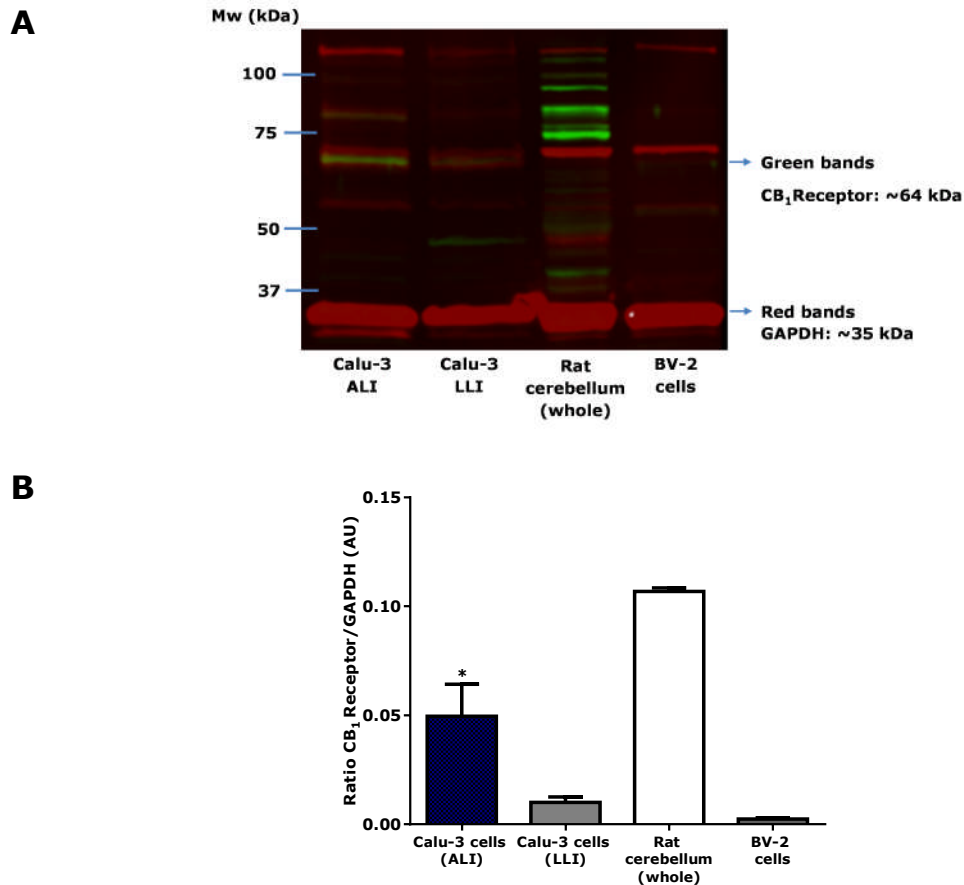 A
Mw (kDa)
100
75
50
37
Green bands
CB₁Receptor: ~64 kDa
Red bands
GAPDH: ~35 kDa
Calu-3
ALI
Calu-3
LLI
Rat
cerebellum
(whole)
BV-2
cells
B
Ratio CB₁ Receptor/GAPDH (AU)
0.15
0.10
0.05
0.00
*
Calu-3 cells
(ALI)
Calu-3 cells
(LLI)
Rat
cerebellum
(whole)
BV-2
cells